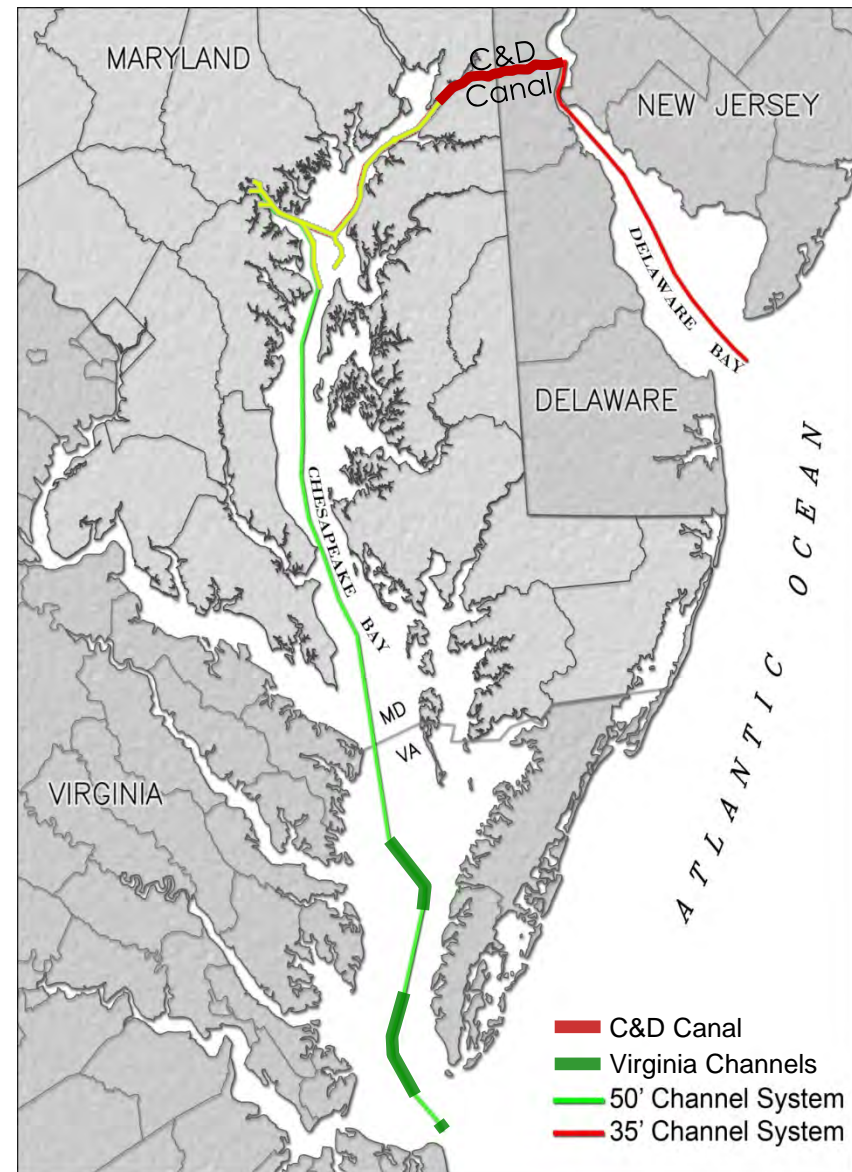 MARYLAND
C&D
Canal
NEW JERSEY
DELAWARE
BAY
DELAWARE
CHESAPEAKE
BAY
ATLANTIC OCEAN
MD
VA
VIRGINIA
C&D Canal
Virginia Channels
50' Channel System
35' Channel System